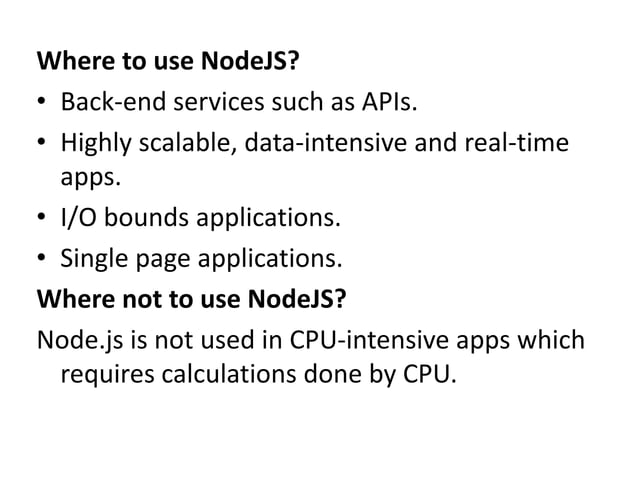 Where to use NodeJS?
• Back-end services such as APIs.
• Highly scalable, data-intensive and real-time
apps.
• I/O bounds applications.
• Single page applications.
Where not to use NodeJS?
Node.js is not used in CPU-intensive apps which
requires calculations done by CPU.